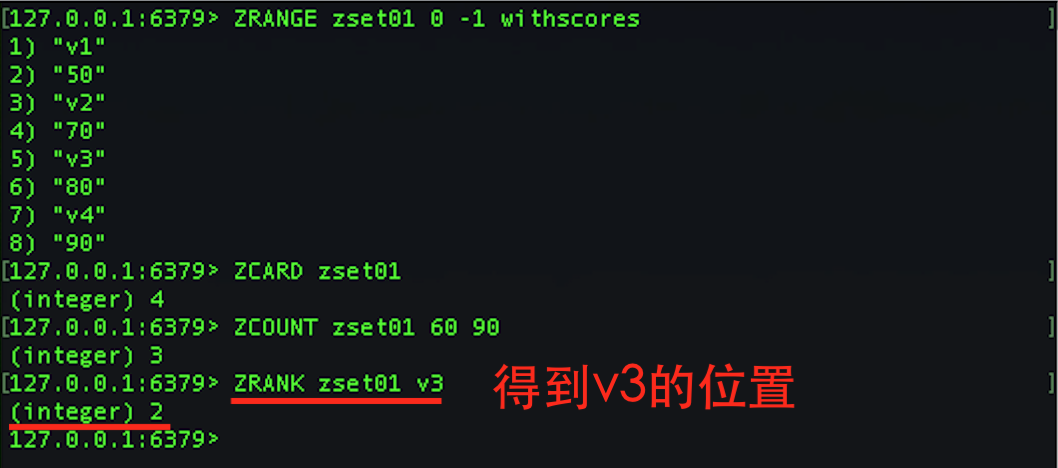 [127.0.0.1:6379> ZRANGE zset01 0 -1 withscores ]
1) "v1"
2) "50"
3) "v2"
4) "70"
5) "v3"
6) "80"
7) "v4"
8) "90"
[127.0.0.1:6379> ZCARD zset01 ]
(integer) 4
[127.0.0.1:6379> ZCOUNT zset01 60 90 ]
(integer) 3
[127.0.0.1:6379> ZRANK zset01 v3 ]
得到v3的位置
(integer) 2
127.0.0.1:6379>